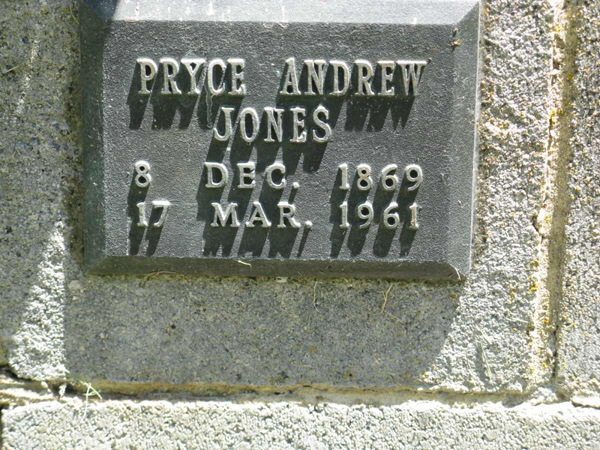 PRYCE ANDREW
JONES
8 DEC. 1869
17 MAR. 1961